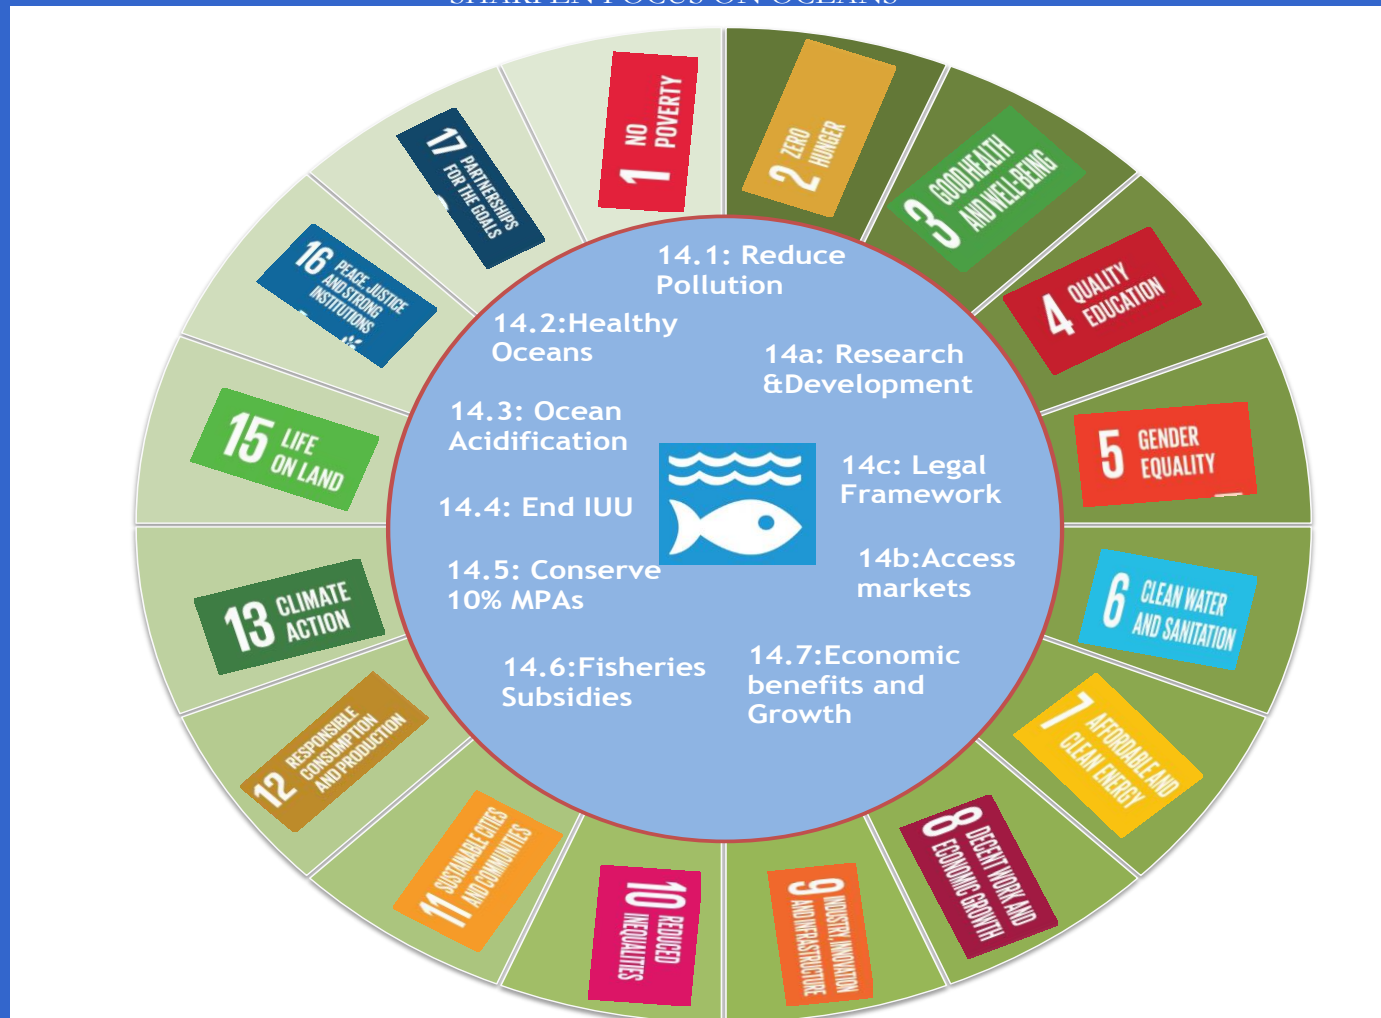 SHARPEN FOCUS ON OCEANS
1 NO
POVERTY
2 ZERO
HUNGER
3 GOOD HEALTH
AND WELL-BEING
4 QUALITY
EDUCATION
5 GENDER
EQUALITY
6 CLEAN WATER
AND SANITATION
7 AFFORDABLE AND
CLEAN ENERGY
8 DECENT WORK AND
ECONOMIC GROWTH
9 INDUSTRY, INNOVATION
AND INFRASTRUCTURE
10 REDUCED
INEQUALITIES
11 SUSTAINABLE CITIES
AND COMMUNITIES
12 RESPONSIBLE
CONSUMPTION
AND PRODUCTION
13 CLIMATE
ACTION
15 LIFE
ON LAND
16 PEACE, JUSTICE
AND STRONG
INSTITUTIONS
17 PARTNERSHIPS
FOR THE GOALS
14.1: Reduce
Pollution
14.2:Healthy
Oceans
14.3: Ocean
Acidification
14.4: End IUU
14.5: Conserve
10% MPAs
14.6:Fisheries
Subsidies
14.7:Economic
benefits and
Growth
14b:Access
markets
14c: Legal
Framework
14a: Research
&Development